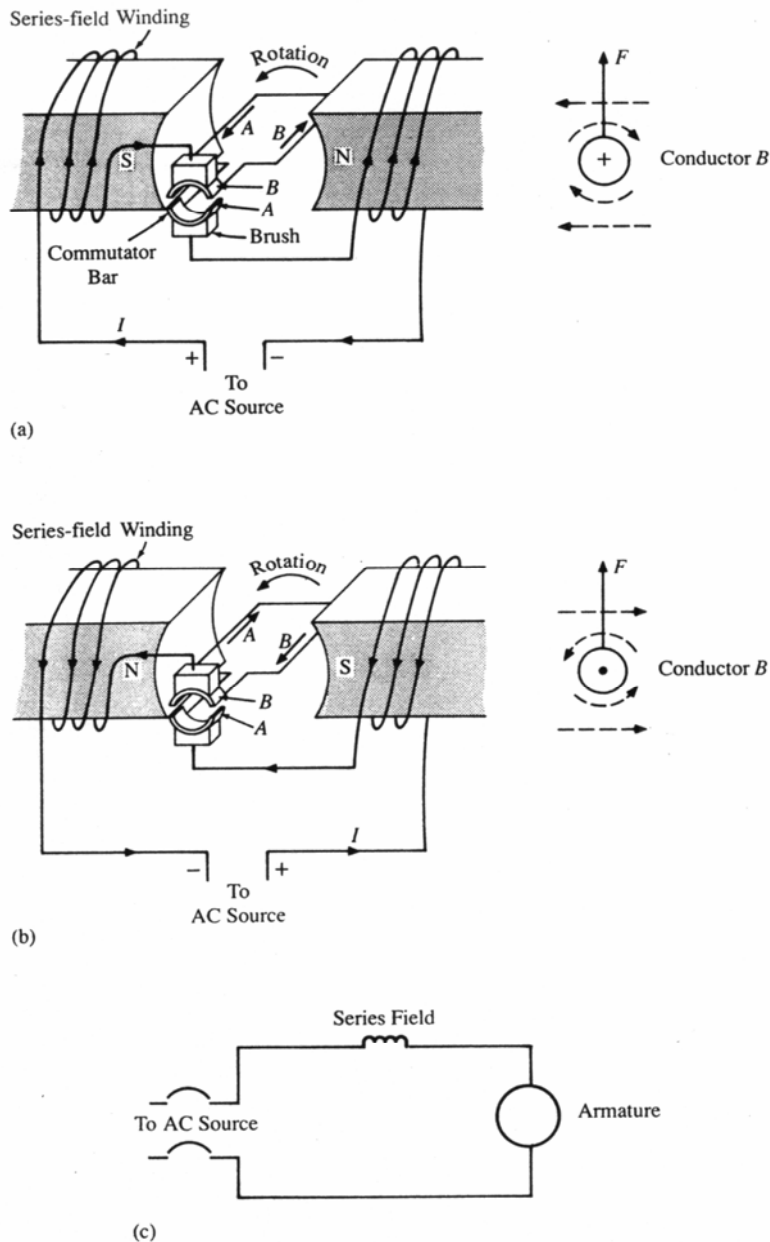 Series-field Winding
Rotation
F
A
B
S
N
+
Conductor B
B
A
Commutator
Bar
Brush
I
+
−
To
AC Source
(a)
Series-field Winding
Rotation
F
A
B
N
S
Conductor B
B
A
I
−
+
To
AC Source
(b)
Series Field
To AC Source
Armature
(c)